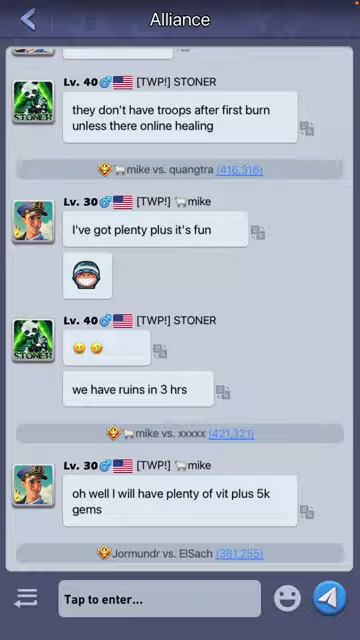 Alliance
Lv. 40 [TWP!] STONER
they don't have troops after first burn
unless there online healing
STONER
mike vs. quangtra (416,316)
Lv. 30 [TWP!] mike
I've got plenty plus it's fun
Lv. 40 [TWP!] STONER
STONER
we have ruins in 3 hrs
mike vs. xxxxx (421,321)
Lv. 30 [TWP!] mike
oh well I will have plenty of vit plus 5k
gems
Jormundr vs. ElSach (381,255)
Tap to enter...